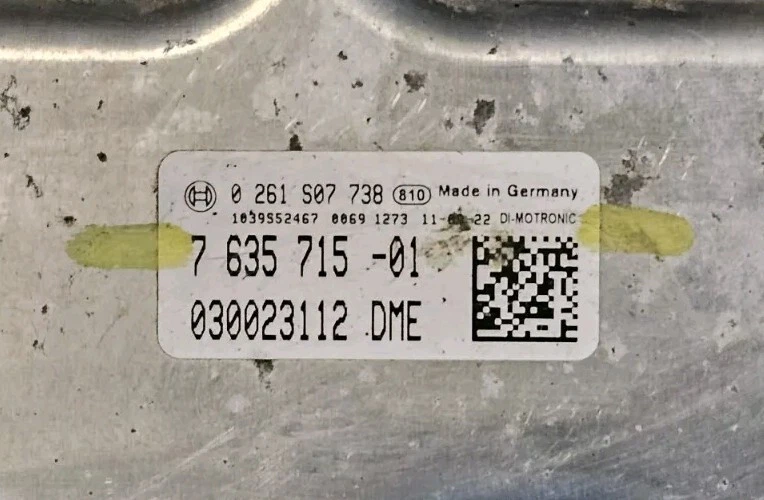 0 261 S07 738 810 Made in Germany
1039S52467 0069 1273 22 DI-MOTRONIC
7 635 715 -01
030023112 DME